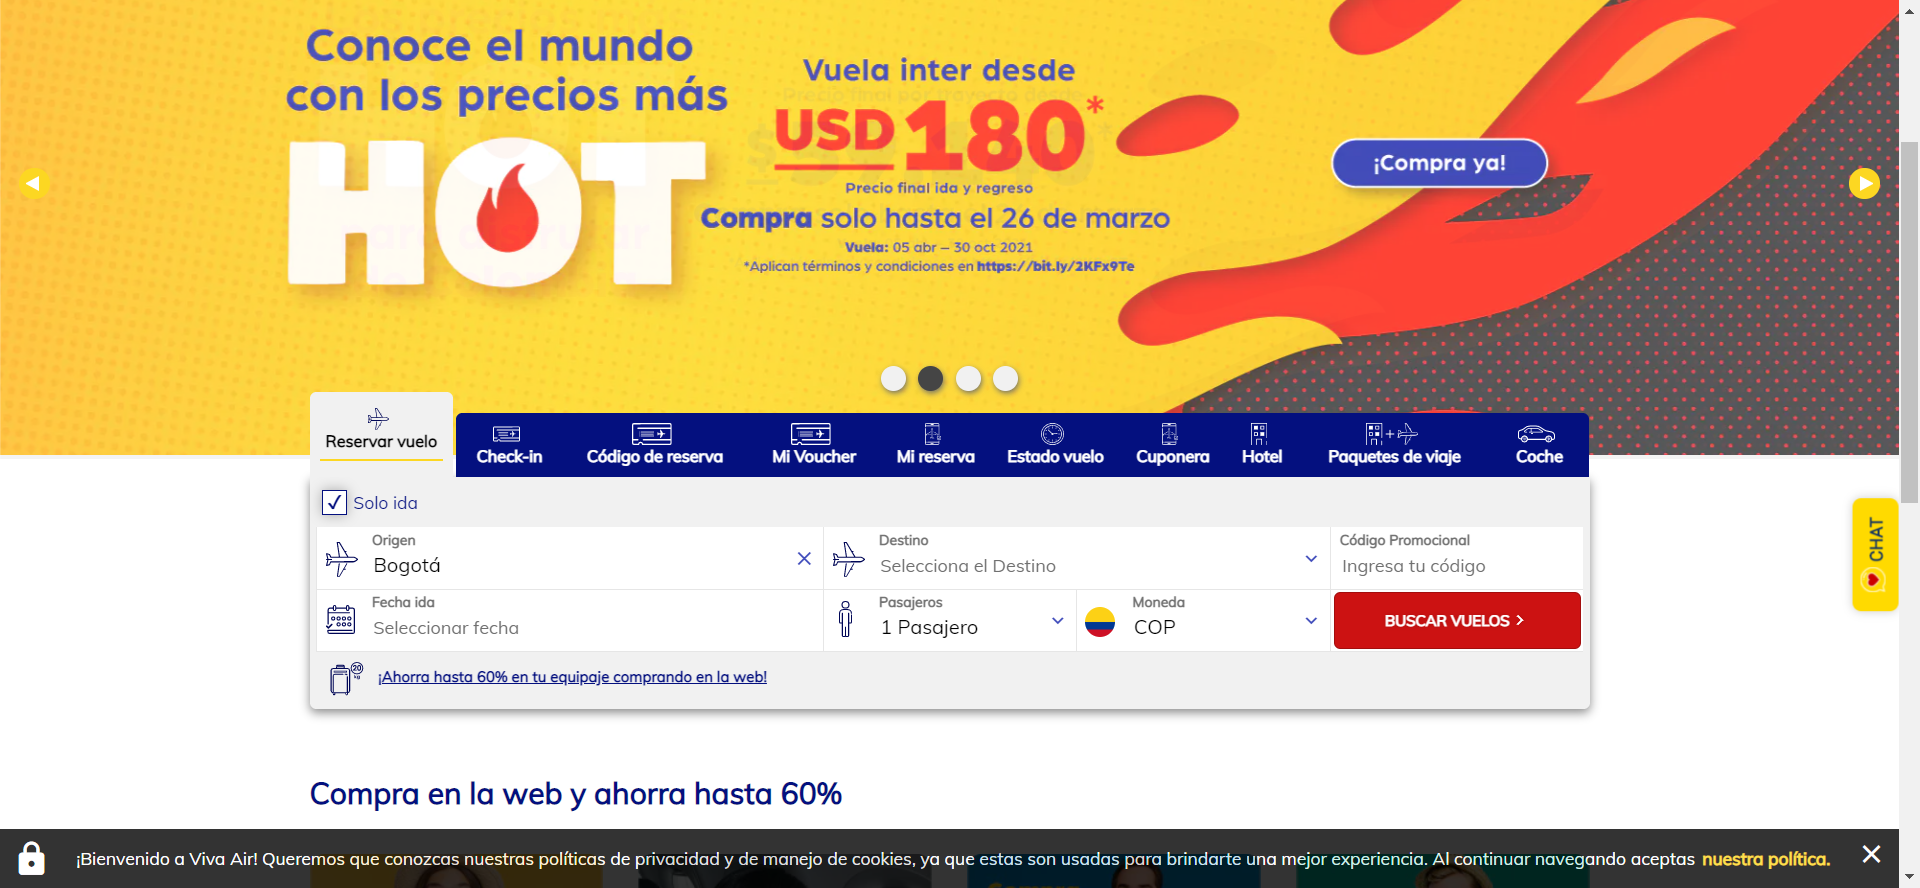 Conoce el mundo
con los precios más
HOT
Vuela inter desde
USD 180*
Precio final ida y regreso
Compra solo hasta el 26 de marzo
Vuela: 05 abr – 30 oct 2021
*Aplican términos y condiciones en https://bit.ly/2KFx9Te
¡Compra ya!
Reservar vuelo
Check-in
Código de reserva
Mi Voucher
Mi reserva
Estado vuelo
Cuponera
Hotel
Paquetes de viaje
Coche
Solo ida
Origen
Bogotá
Destino
Selecciona el Destino
Código Promocional
Ingresa tu código
Fecha ida
Seleccionar fecha
Pasajeros
1 Pasajero
Moneda
COP
BUSCAR VUELOS
20
kg
¡Ahorra hasta 60% en tu equipaje comprando en la web!
CHAT
Compra en la web y ahorra hasta 60%
¡Bienvenido a Viva Air! Queremos que conozcas nuestras políticas de privacidad y de manejo de cookies, ya que estas son usadas para brindarte una mejor experiencia. Al continuar navegando aceptas nuestra política.